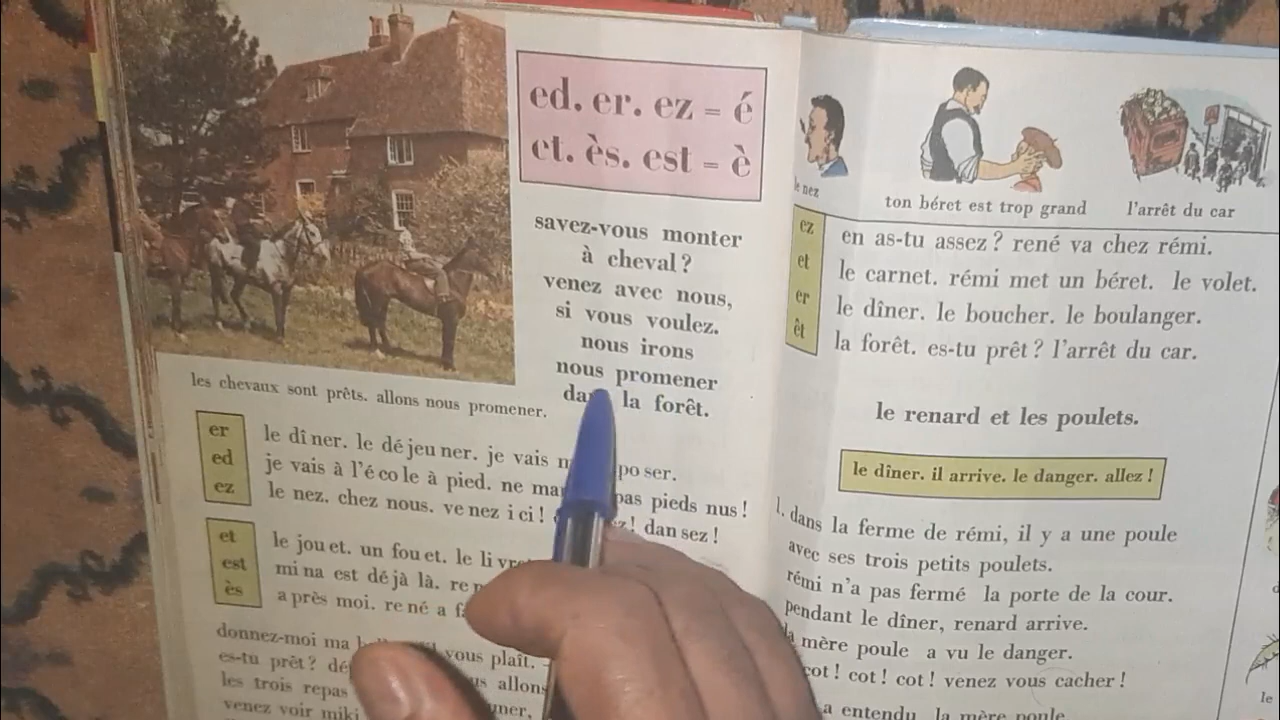 ed. er. ez = é
et. ès. est = è
savez-vous monter
à cheval ?
venez avec nous,
si vous voulez.
nous irons
nous promener
la forêt.
les chevaux sont prêts. allons nous promener.
er
ed
ez
le dî ner. le dé jeu ner. je vais po ser.
je vais à l'é co le à pied. ne pas pieds nus !
le nez. chez nous. ve nez i ci ! dan sez !
et
est
ès
le jou et. un fou et. le li
mi na est dé jà là.
a près moi. re né a
donnez-moi ma vous plaît.
es-tu prêt ? allons
les trois repas
venez voir
le nez
ton béret est trop grand
l'arrêt du car
ez
et
er
êt
en as-tu assez ? rené va chez rémi.
le carnet. rémi met un béret. le volet.
le dîner. le boucher. le boulanger.
la forêt. es-tu prêt ? l'arrêt du car.
le renard et les poulets.
le dîner. il arrive. le danger. allez !
1. dans la ferme de rémi, il y a une poule
avec ses trois petits poulets.
rémi n'a pas fermé la porte de la cour.
pendant le dîner, renard arrive.
la mère poule a vu le danger.
cot ! cot ! cot ! venez vous cacher !
a entendu la mère poule
le